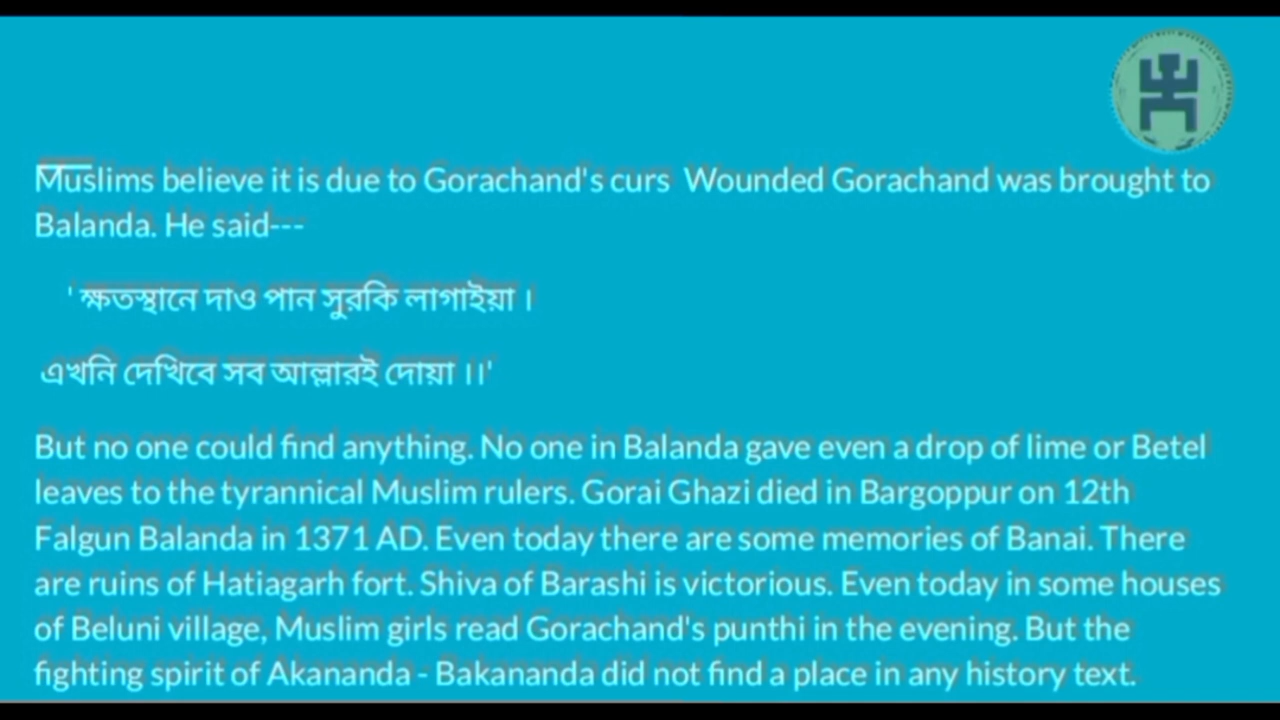 Muslims believe it is due to Gorachand's curs Wounded Gorachand was brought to
Balanda. He said---
' ক্ষতস্থানে দাও পান সুরকি লাগাইয়া ।
এখনি দেখিবে সব আল্লারই দোয়া ।।'
But no one could find anything. No one in Balanda gave even a drop of lime or Betel
leaves to the tyrannical Muslim rulers. Gorai Ghazi died in Bargoppur on 12th
Falgun Balanda in 1371 AD. Even today there are some memories of Banai. There
are ruins of Hatiagarh fort. Shiva of Barashi is victorious. Even today in some houses
of Beluni village, Muslim girls read Gorachand's punthi in the evening. But the
fighting spirit of Akananda - Bakananda did not find a place in any history text.